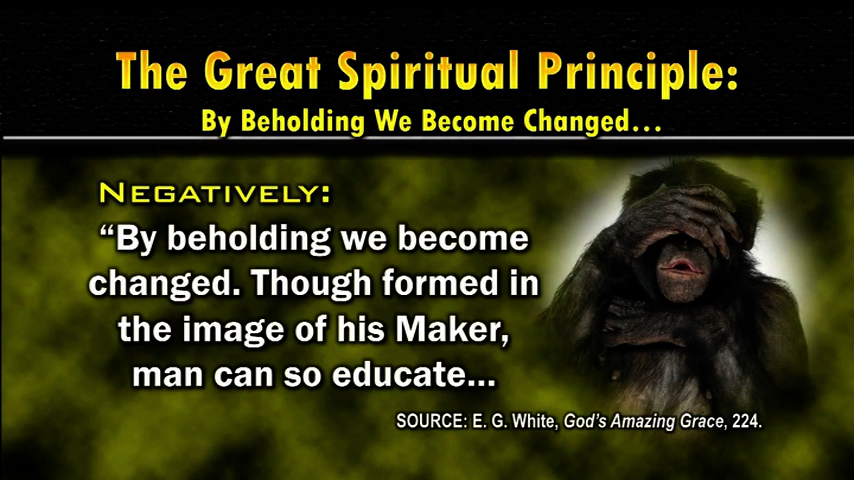 The Great Spiritual Principle:
By Beholding We Become Changed...
NEGATIVELY:
“By beholding we become
changed. Though formed in
the image of his Maker,
man can so educate...
SOURCE: E. G. White, God's Amazing Grace, 224.